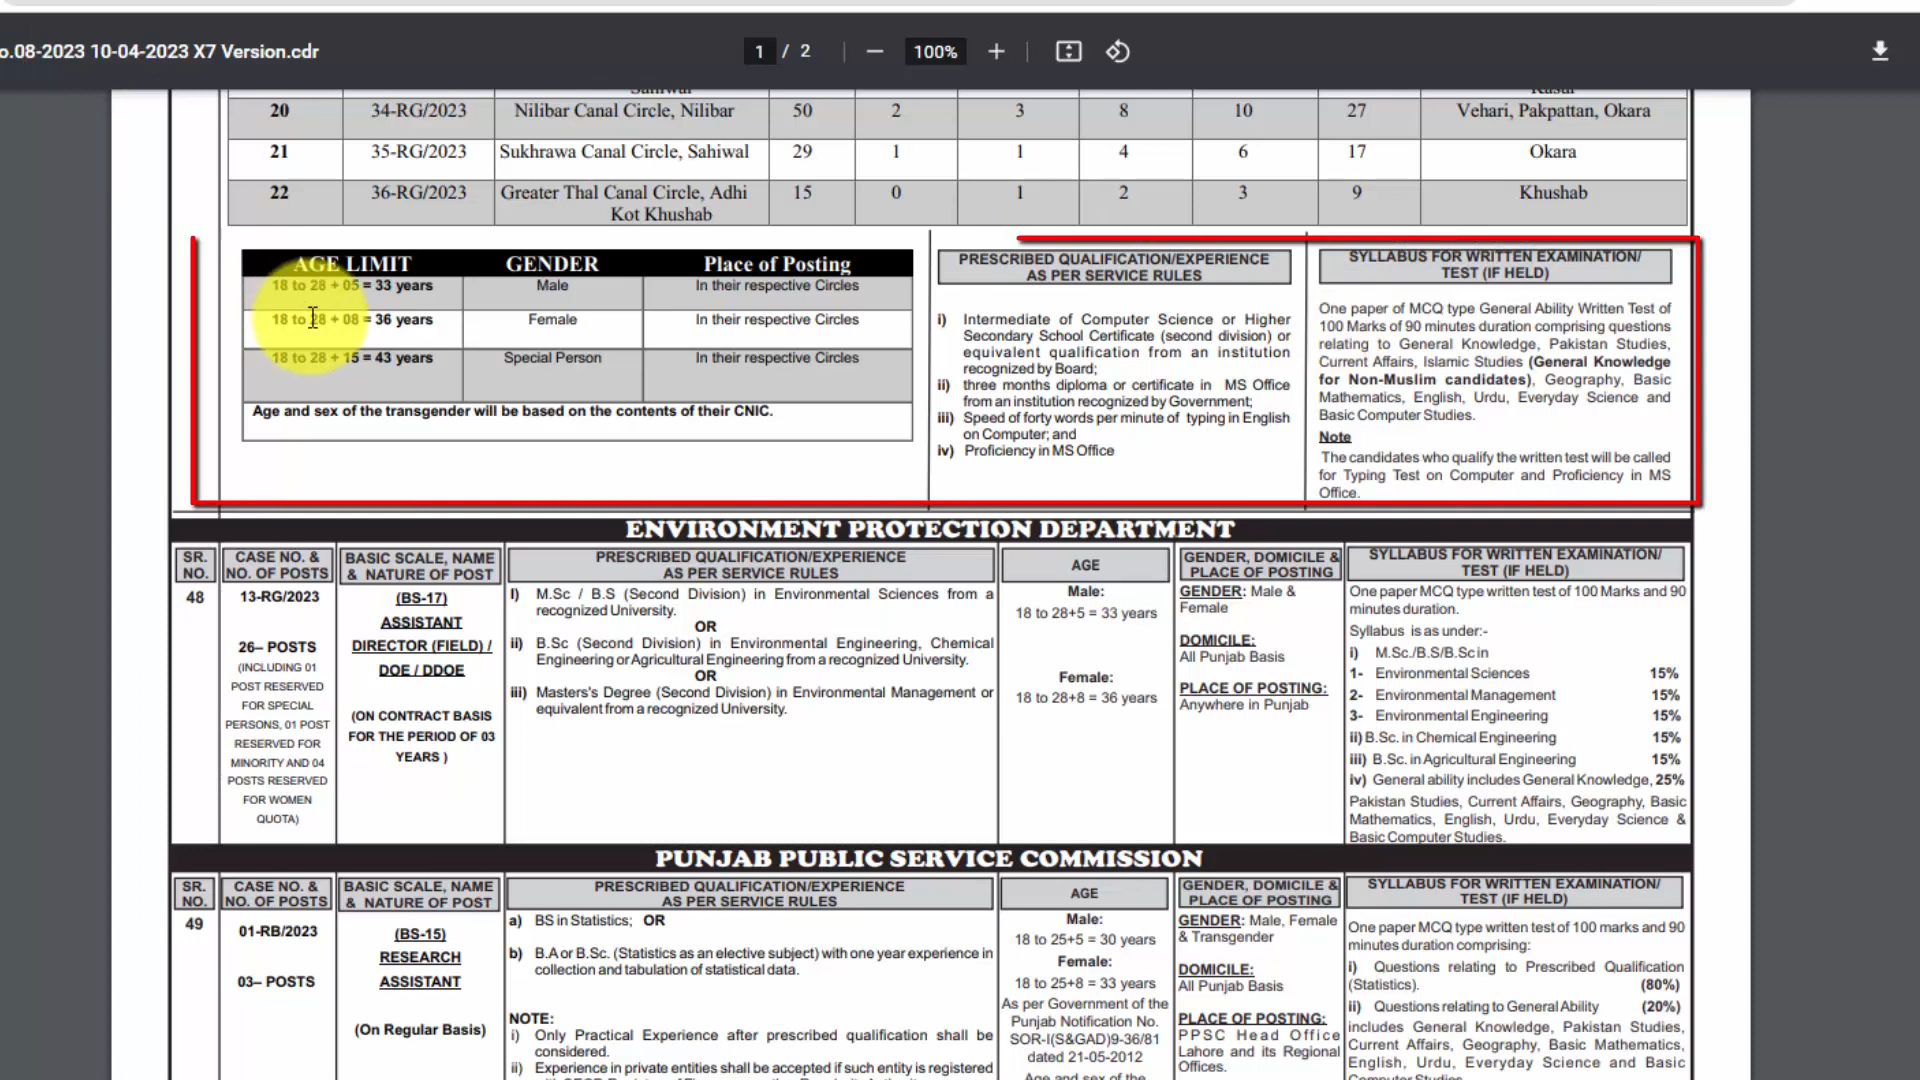 o.08-2023 10-04-2023 X7 Version.cdr
1 / 2
100%
20 34-RG/2023 Nilibar Canal Circle, Nilibar 50 2 3 8 10 27 Vehari, Pakpattan, Okara
21 35-RG/2023 Sukhrawa Canal Circle, Sahiwal 29 1 1 4 6 17 Okara
22 36-RG/2023 Greater Thal Canal Circle, Adhi 15 0 1 2 3 9 Khushab
Kot Khushab
AGE LIMIT GENDER Place of Posting
18 to 28 + 05 = 33 years Male In their respective Circles
18 to 28 + 08 = 36 years Female In their respective Circles
18 to 28 + 15 = 43 years Special Person In their respective Circles
Age and sex of the transgender will be based on the contents of their CNIC.
PRESCRIBED QUALIFICATION/EXPERIENCE
AS PER SERVICE RULES
i) Intermediate of Computer Science or Higher
Secondary School Certificate (second division) or
equivalent qualification from an institution
recognized by Board;
ii) three months diploma or certificate in MS Office
from an institution recognized by Government;
iii) Speed of forty words per minute of typing in English
on Computer; and
iv) Proficiency in MS Office
SYLLABUS FOR WRITTEN EXAMINATION/
TEST (IF HELD)
One paper of MCQ type General Ability Written Test of
100 Marks of 90 minutes duration comprising questions
relating to General Knowledge, Pakistan Studies,
Current Affairs, Islamic Studies (General Knowledge
for Non-Muslim candidates), Geography, Basic
Mathematics, English, Urdu, Everyday Science and
Basic Computer Studies.
Note
The candidates who qualify the written test will be called
for Typing Test on Computer and Proficiency in MS
Office.
ENVIRONMENT PROTECTION DEPARTMENT
SR.
NO.
CASE NO. &
NO. OF POSTS
BASIC SCALE, NAME
& NATURE OF POST
PRESCRIBED QUALIFICATION/EXPERIENCE
AS PER SERVICE RULES
AGE
GENDER, DOMICILE &
PLACE OF POSTING
SYLLABUS FOR WRITTEN EXAMINATION/
TEST (IF HELD)
48
13-RG/2023
26– POSTS
(INCLUDING 01
POST RESERVED
FOR SPECIAL
PERSONS, 01 POST
RESERVED FOR
MINORITY AND 04
POSTS RESERVED
FOR WOMEN
QUOTA)
(BS-17)
ASSISTANT
DIRECTOR (FIELD) /
DOE / DDOE
(ON CONTRACT BASIS
FOR THE PERIOD OF 03
YEARS )
I) M.Sc / B.S (Second Division) in Environmental Sciences from a
recognized University.
OR
ii) B.Sc (Second Division) in Environmental Engineering, Chemical
Engineering or Agricultural Engineering from a recognized University.
OR
iii) Masters's Degree (Second Division) in Environmental Management or
equivalent from a recognized University.
Male:
18 to 28+5 = 33 years
Female:
18 to 28+8 = 36 years
GENDER: Male &
Female
DOMICILE:
All Punjab Basis
PLACE OF POSTING:
Anywhere in Punjab
One paper MCQ type written test of 100 Marks and 90
minutes duration.
Syllabus is as under:-
i) M.Sc./B.S/B.Sc in
1- Environmental Sciences 15%
2- Environmental Management 15%
3- Environmental Engineering 15%
ii) B.Sc. in Chemical Engineering 15%
iii) B.Sc. in Agricultural Engineering 15%
iv) General ability includes General Knowledge, 25%
Pakistan Studies, Current Affairs, Geography, Basic
Mathematics, English, Urdu, Everyday Science &
Basic Computer Studies.
PUNJAB PUBLIC SERVICE COMMISSION
SR.
NO.
CASE NO. &
NO. OF POSTS
BASIC SCALE, NAME
& NATURE OF POST
PRESCRIBED QUALIFICATION/EXPERIENCE
AS PER SERVICE RULES
AGE
GENDER, DOMICILE &
PLACE OF POSTING
SYLLABUS FOR WRITTEN EXAMINATION/
TEST (IF HELD)
49
01-RB/2023
03– POSTS
(BS-15)
RESEARCH
ASSISTANT
(On Regular Basis)
a) BS in Statistics; OR
b) B.A or B.Sc. (Statistics as an elective subject) with one year experience in
collection and tabulation of statistical data.
NOTE:
i) Only Practical Experience after prescribed qualification shall be
considered.
ii) Experience in private entities shall be accepted if such entity is registered
Male:
18 to 25+5 = 30 years
Female:
18 to 25+8 = 33 years
As per Government of the
Punjab Notification No.
SOR-I(S&GAD)9-36/81
dated 21-05-2012
Age and sex of the
GENDER: Male, Female
& Transgender
DOMICILE:
All Punjab Basis
PLACE OF POSTING:
PPSC Head Office
Lahore and its Regional
Offices.
One paper MCQ type written test of 100 marks and 90
minutes duration comprising:
i) Questions relating to Prescribed Qualification
(Statistics). (80%)
ii) Questions relating to General Ability (20%)
includes General Knowledge, Pakistan Studies,
Current Affairs, Geography, Basic Mathematics,
English, Urdu, Everyday Science and Basic
Computer Studies.